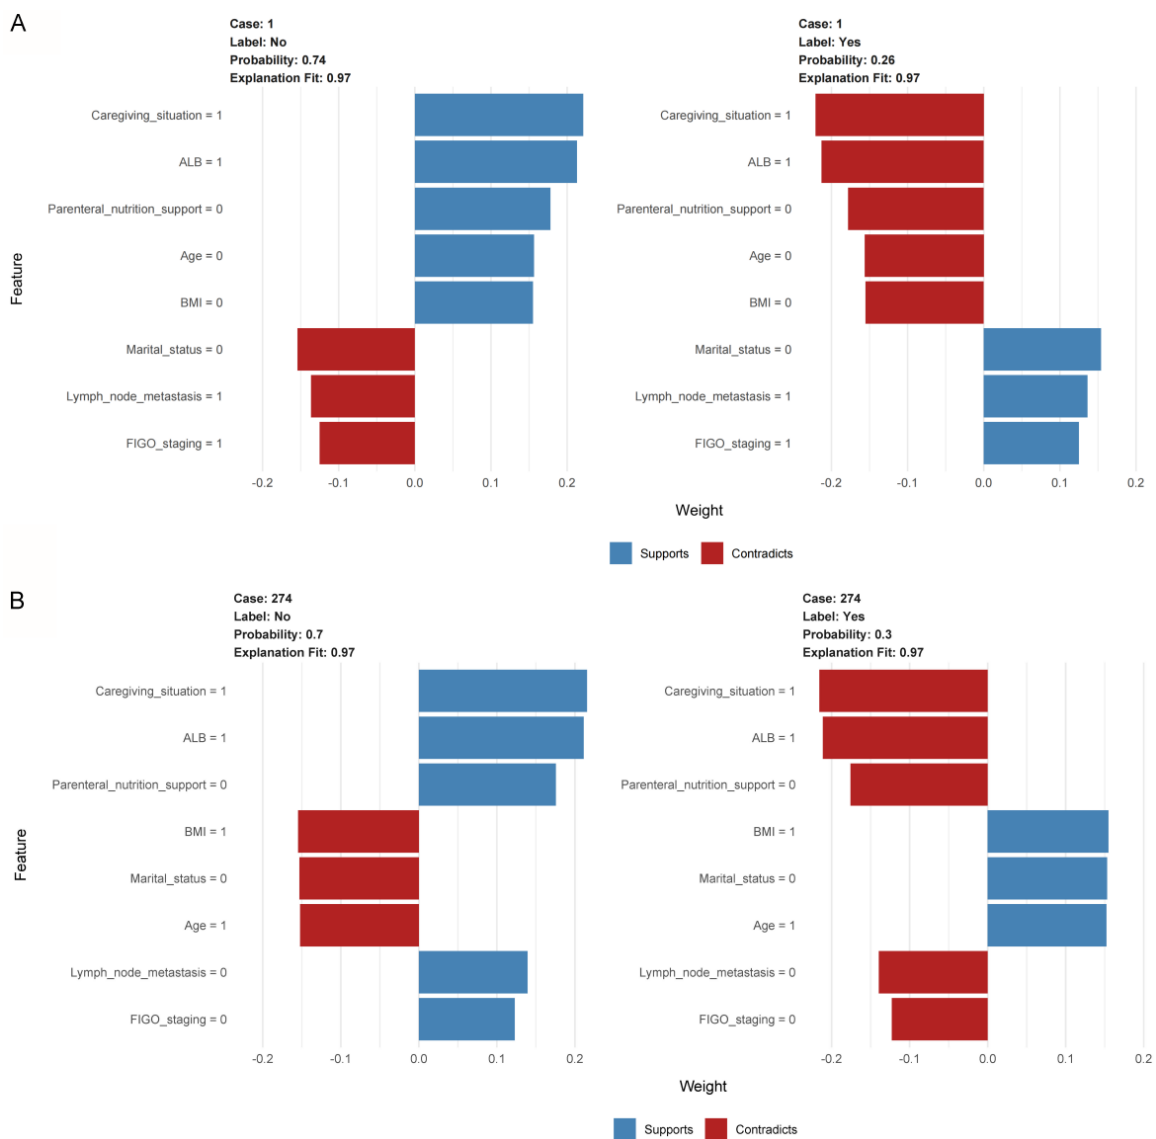 A
Case: 1
Label: No
Probability: 0.74
Explanation Fit: 0.97
Case: 1
Label: Yes
Probability: 0.26
Explanation Fit: 0.97
Feature
Caregiving_situation = 1
ALB = 1
Parenteral_nutrition_support = 0
Age = 0
BMI = 0
Marital_status = 0
Lymph_node_metastasis = 1
FIGO_staging = 1
-0.2 -0.1 0.0 0.1 0.2
Caregiving_situation = 1
ALB = 1
Parenteral_nutrition_support = 0
Age = 0
BMI = 0
Marital_status = 0
Lymph_node_metastasis = 1
FIGO_staging = 1
-0.2 -0.1 0.0 0.1 0.2
Weight
Supports Contradicts
B
Case: 274
Label: No
Probability: 0.7
Explanation Fit: 0.97
Case: 274
Label: Yes
Probability: 0.3
Explanation Fit: 0.97
Feature
Caregiving_situation = 1
ALB = 1
Parenteral_nutrition_support = 0
BMI = 1
Marital_status = 0
Age = 1
Lymph_node_metastasis = 0
FIGO_staging = 0
-0.2 -0.1 0.0 0.1 0.2
Caregiving_situation = 1
ALB = 1
Parenteral_nutrition_support = 0
BMI = 1
Marital_status = 0
Age = 1
Lymph_node_metastasis = 0
FIGO_staging = 0
-0.2 -0.1 0.0 0.1 0.2
Weight
Supports Contradicts